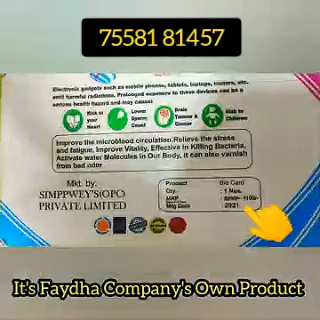 75581 81457
Electronic gadgets such as mobile phones, tablets, laptops, routers, etc.
emit harmful radiations. Prolonged exposure to these devices can be a
serious health hazard and may cause:
Risk to
your
Heart
Lower
Sperm
Count
Brain
Tumour &
Cancer
Risk to
Children
Improve the microblood circulation. Relieve the stress
and fatigue, Improve Vitality, Effective in Killing Bacteria,
Activate water Molecules in Our Body, it can also varnish
from bad odor
Mkt. by:
SIMPPWEY'S(OPC)
PRIVATE LIMITED
Product Bio Card
Qty. : 1 Nos.
MRP
Mfg Date : 2021
It's Faydha Company's Own Product